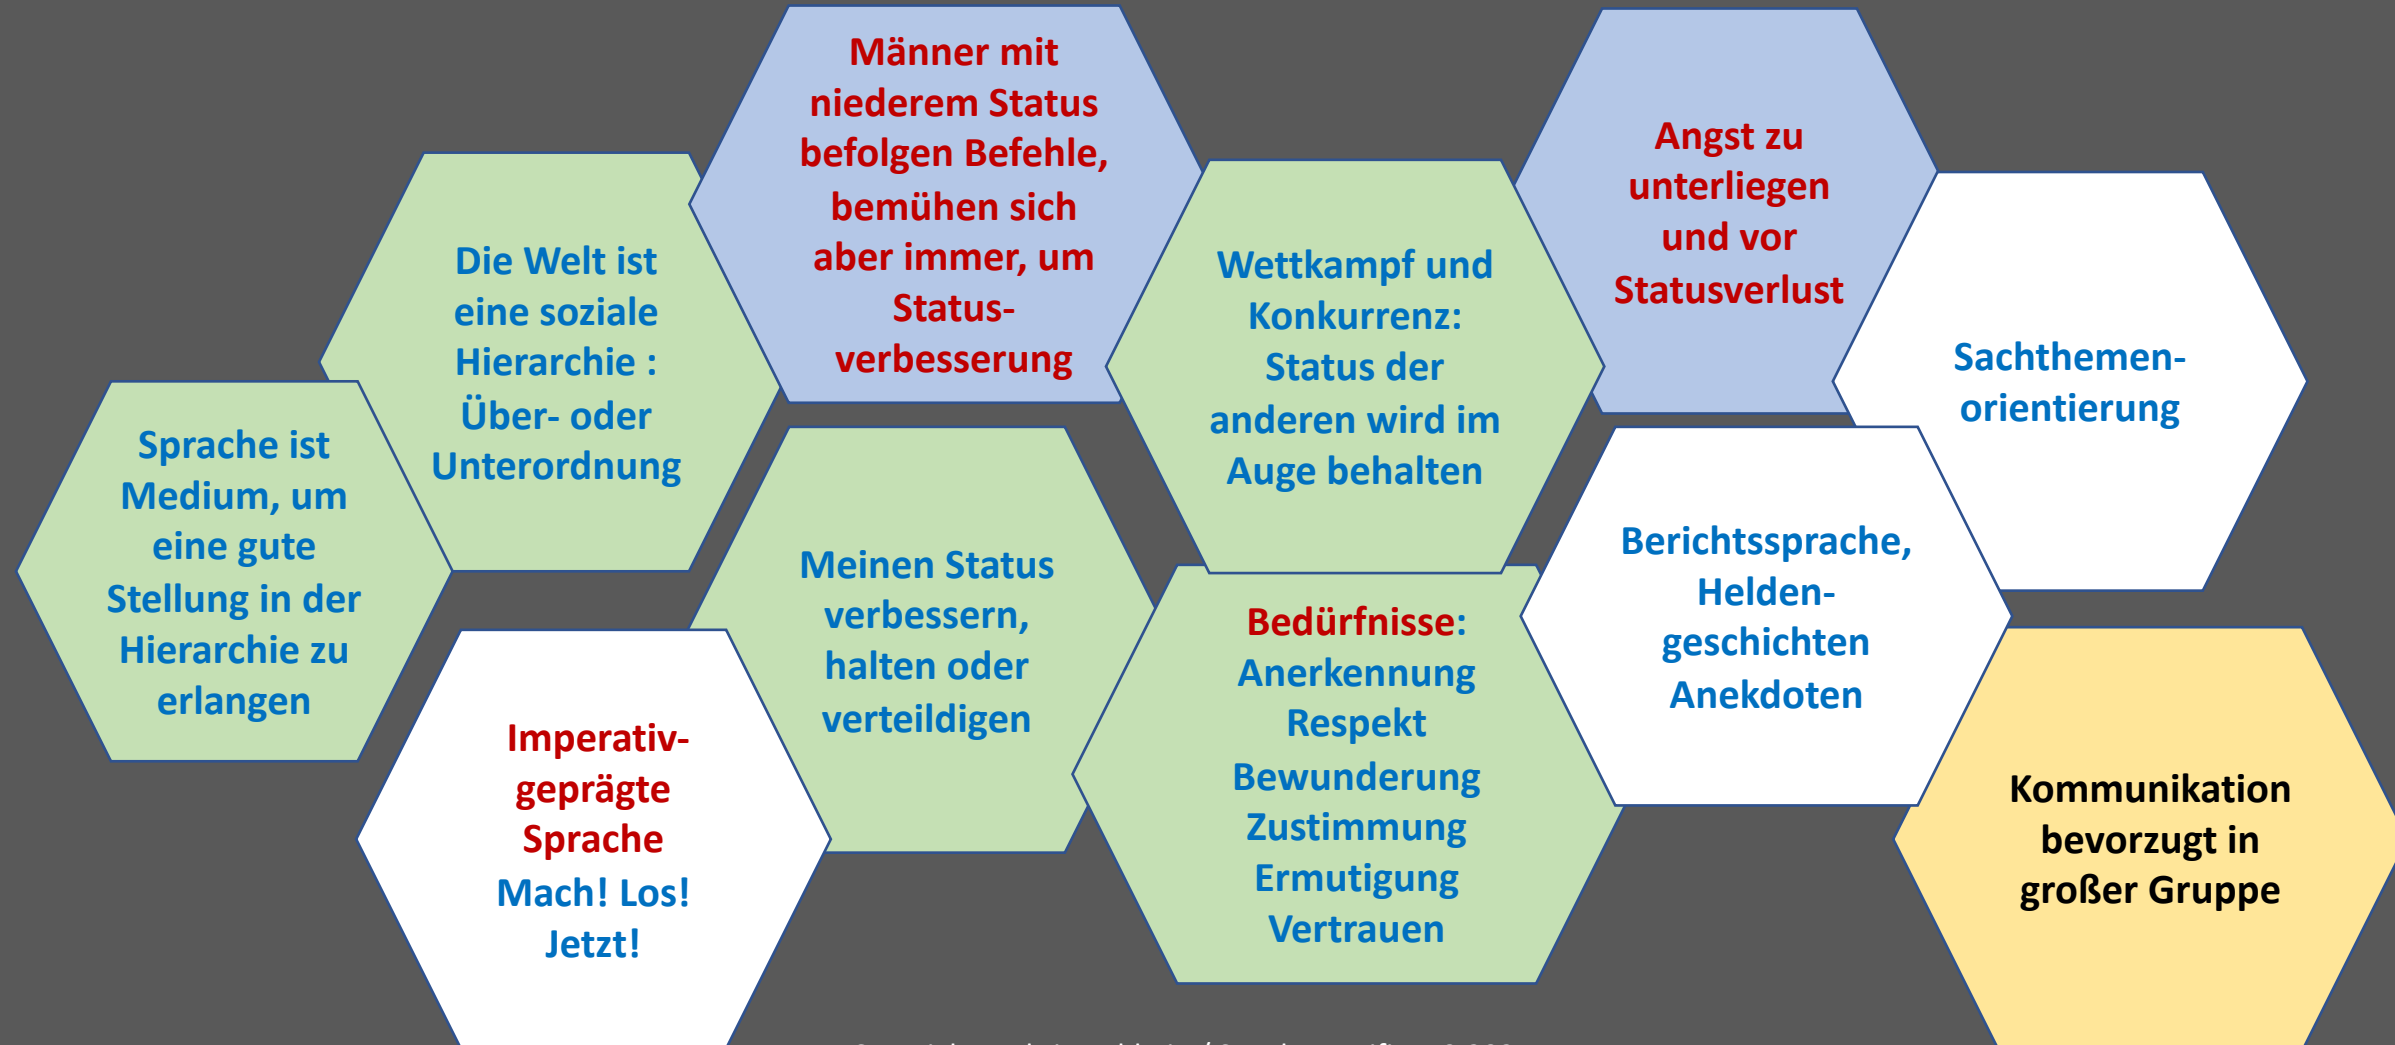 Männer mit
niederem Status
befolgen Befehle,
bemühen sich
aber immer, um
Status-
verbesserung
Angst zu
unterliegen
und vor
Statusverlust
Die Welt ist
eine soziale
Hierarchie :
Über- oder
Unterordnung
Wettkampf und
Konkurrenz:
Status der
anderen wird im
Auge behalten
Sachthemen-
orientierung
Sprache ist
Medium, um
eine gute
Stellung in der
Hierarchie zu
erlangen
Meinen Status
verbessern,
halten oder
verteildigen
Berichtssprache,
Helden-
geschichten
Anekdoten
Bedürfnisse:
Anerkennung
Respekt
Bewunderung
Zustimmung
Ermutigung
Vertrauen
Imperativ-
geprägte
Sprache
Mach! Los!
Jetzt!
Kommunikation
bevorzugt in
großer Gruppe